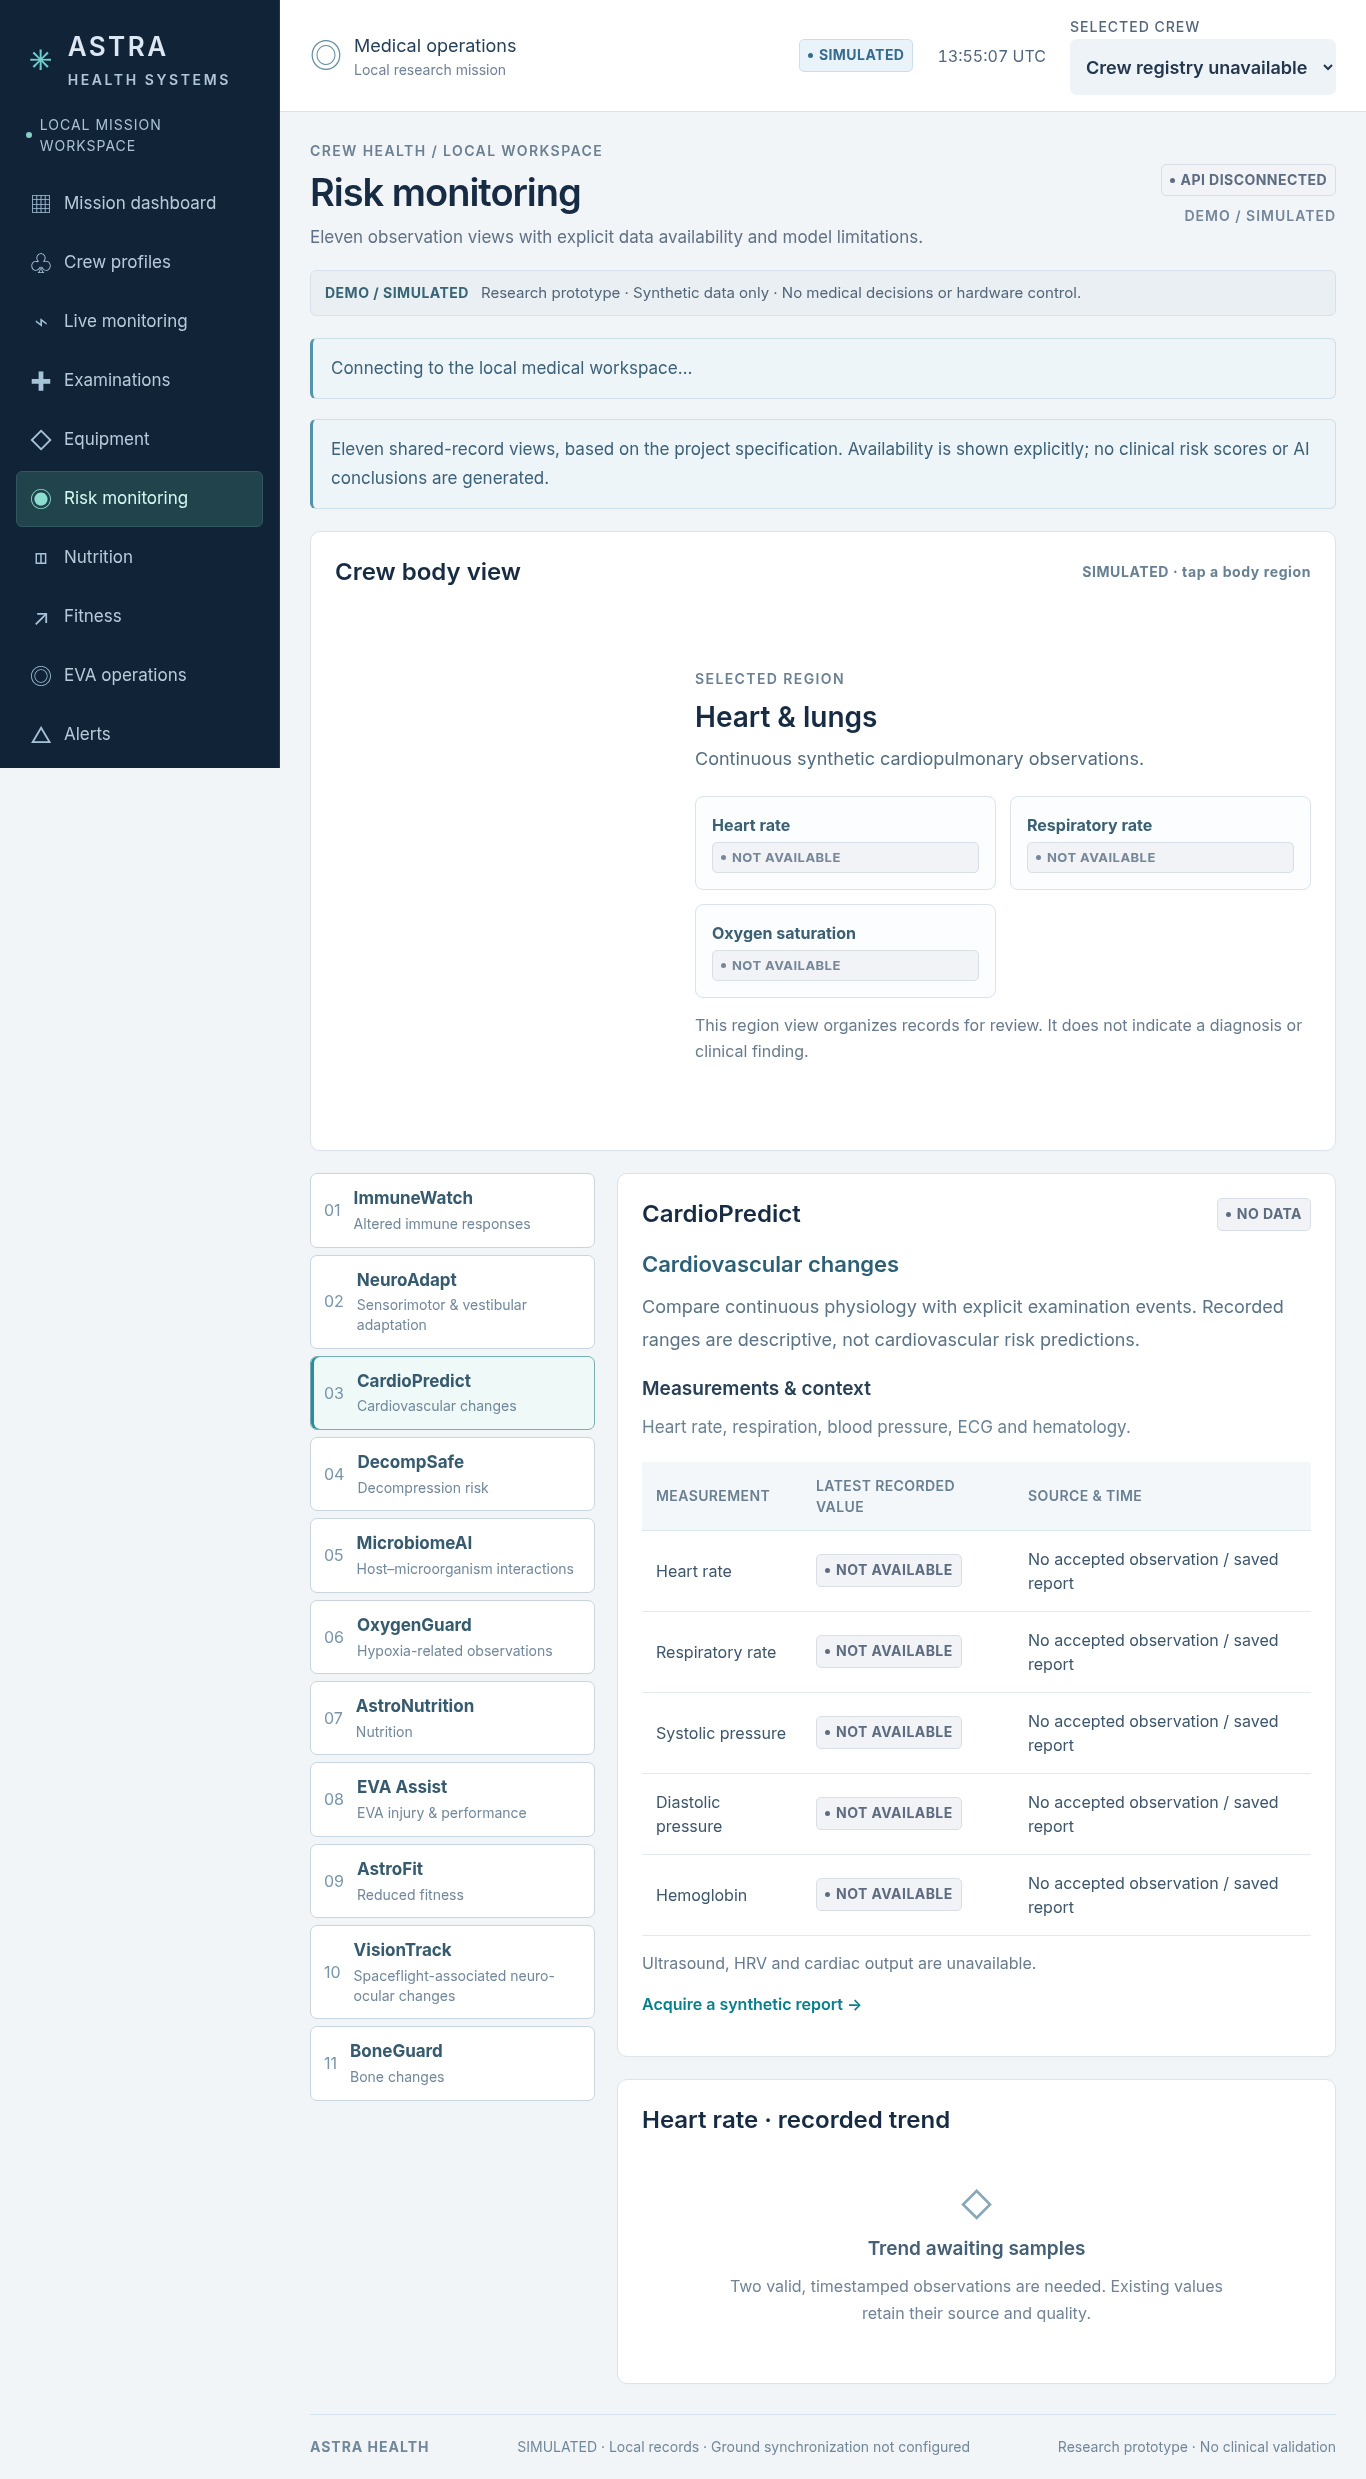 ASTRA
HEALTH SYSTEMS
LOCAL MISSION
WORKSPACE
Mission dashboard
Crew profiles
Live monitoring
Examinations
Equipment
Risk monitoring
Nutrition
Fitness
EVA operations
Alerts
Medical operations
Local research mission
SIMULATED
13:55:07 UTC
SELECTED CREW
Crew registry unavailable
CREW HEALTH / LOCAL WORKSPACE
Risk monitoring
Eleven observation views with explicit data availability and model limitations.
API DISCONNECTED
DEMO / SIMULATED
DEMO / SIMULATED Research prototype · Synthetic data only · No medical decisions or hardware control.
Connecting to the local medical workspace…
Eleven shared-record views, based on the project specification. Availability is shown explicitly; no clinical risk scores or AI
conclusions are generated.
Crew body view
SIMULATED · tap a body region
SELECTED REGION
Heart & lungs
Continuous synthetic cardiopulmonary observations.
Heart rate
NOT AVAILABLE
Respiratory rate
NOT AVAILABLE
Oxygen saturation
NOT AVAILABLE
This region view organizes records for review. It does not indicate a diagnosis or
clinical finding.
01 ImmuneWatch
Altered immune responses
02 NeuroAdapt
Sensorimotor & vestibular
adaptation
03 CardioPredict
Cardiovascular changes
04 DecompSafe
Decompression risk
05 MicrobiomeAI
Host–microorganism interactions
06 OxygenGuard
Hypoxia-related observations
07 AstroNutrition
Nutrition
08 EVA Assist
EVA injury & performance
09 AstroFit
Reduced fitness
10 VisionTrack
Spaceflight-associated neuro-
ocular changes
11 BoneGuard
Bone changes
CardioPredict
NO DATA
Cardiovascular changes
Compare continuous physiology with explicit examination events. Recorded
ranges are descriptive, not cardiovascular risk predictions.
Measurements & context
Heart rate, respiration, blood pressure, ECG and hematology.
MEASUREMENT
LATEST RECORDED
VALUE
SOURCE & TIME
Heart rate
NOT AVAILABLE
No accepted observation / saved
report
Respiratory rate
NOT AVAILABLE
No accepted observation / saved
report
Systolic pressure
NOT AVAILABLE
No accepted observation / saved
report
Diastolic
pressure
NOT AVAILABLE
No accepted observation / saved
report
Hemoglobin
NOT AVAILABLE
No accepted observation / saved
report
Ultrasound, HRV and cardiac output are unavailable.
Acquire a synthetic report →
Heart rate · recorded trend
Trend awaiting samples
Two valid, timestamped observations are needed. Existing values
retain their source and quality.
ASTRA HEALTH
SIMULATED · Local records · Ground synchronization not configured
Research prototype · No clinical validation